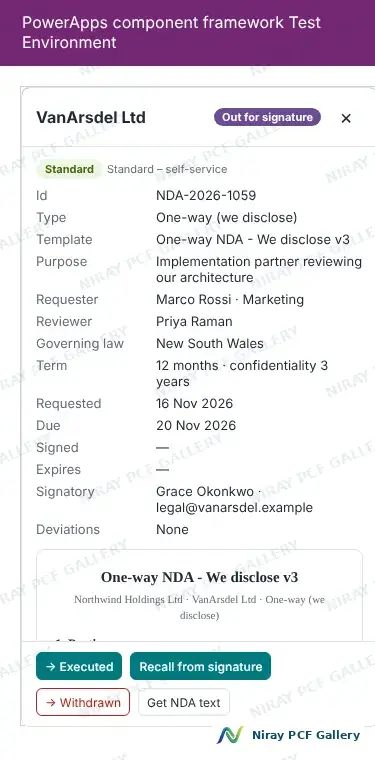 PowerApps component framework Test
Environment
VanArsdel Ltd
Out for signature
Standard Standard – self-service
Id NDA-2026-1059
Type One-way (we disclose)
Template One-way NDA - We disclose v3
Purpose Implementation partner reviewing
our architecture
Requester Marco Rossi · Marketing
Reviewer Priya Raman
Governing law New South Wales
Term 12 months · confidentiality 3
years
Requested 16 Nov 2026
Due 20 Nov 2026
Signed —
Expires —
Signatory Grace Okonkwo ·
legal@vanarsdel.example
Deviations None
One-way NDA - We disclose v3
Northwind Holdings Ltd · VanArsdel Ltd · One-way (we
disclose)
→ Executed
Recall from signature
→ Withdrawn
Get NDA text
Niray PCF Gallery
NIRAY PCF GALLERY